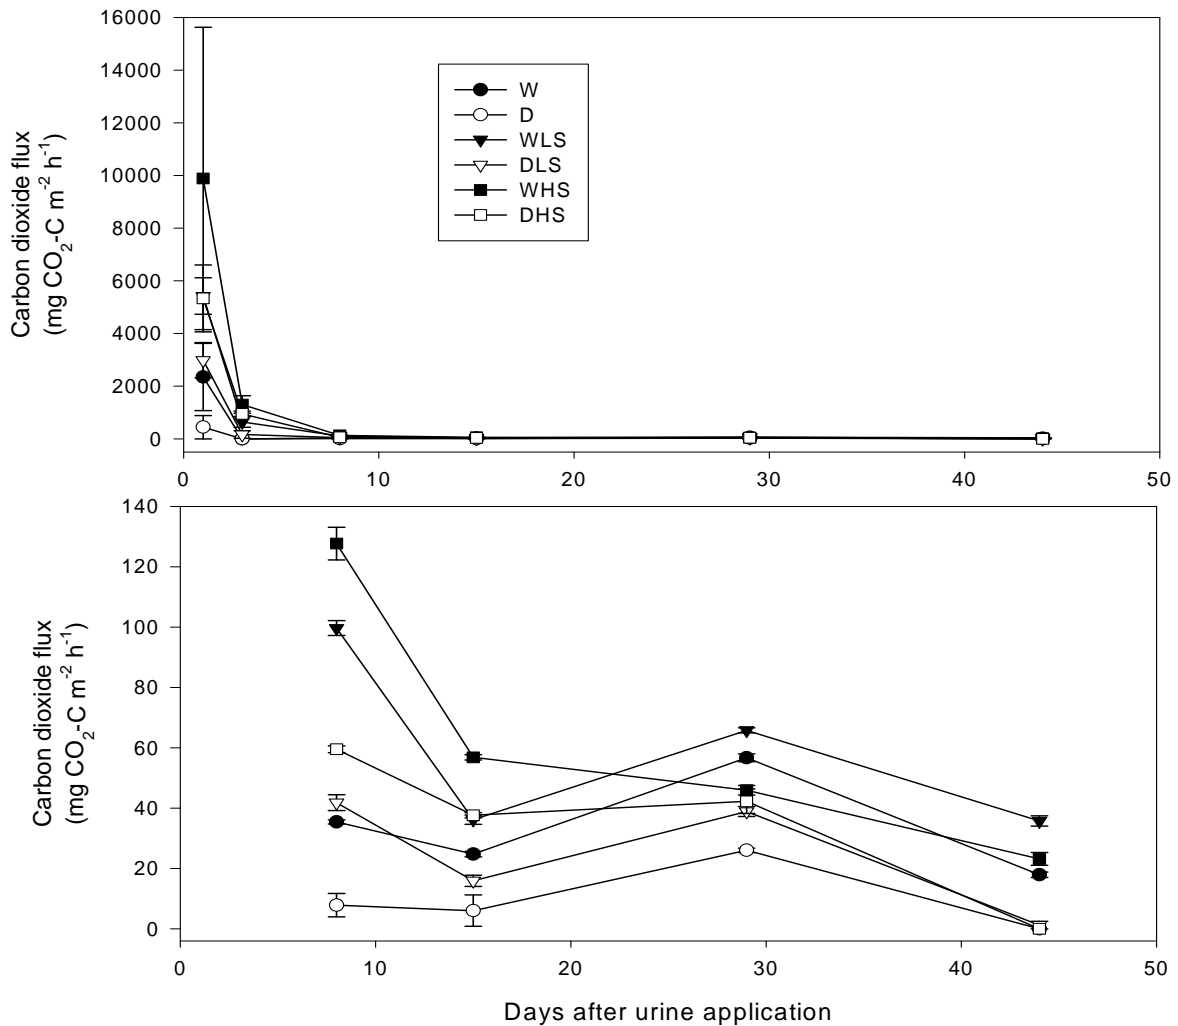 16000
14000
12000
10000
8000
6000
4000
2000
0
Carbon dioxide flux
(mg CO₂-C m⁻² h⁻¹)
W
D
WLS
DLS
WHS
DHS
0 10 20 30 40 50
140
120
100
80
60
40
20
0
Carbon dioxide flux
(mg CO₂-C m⁻² h⁻¹)
0 10 20 30 40 50
Days after urine application